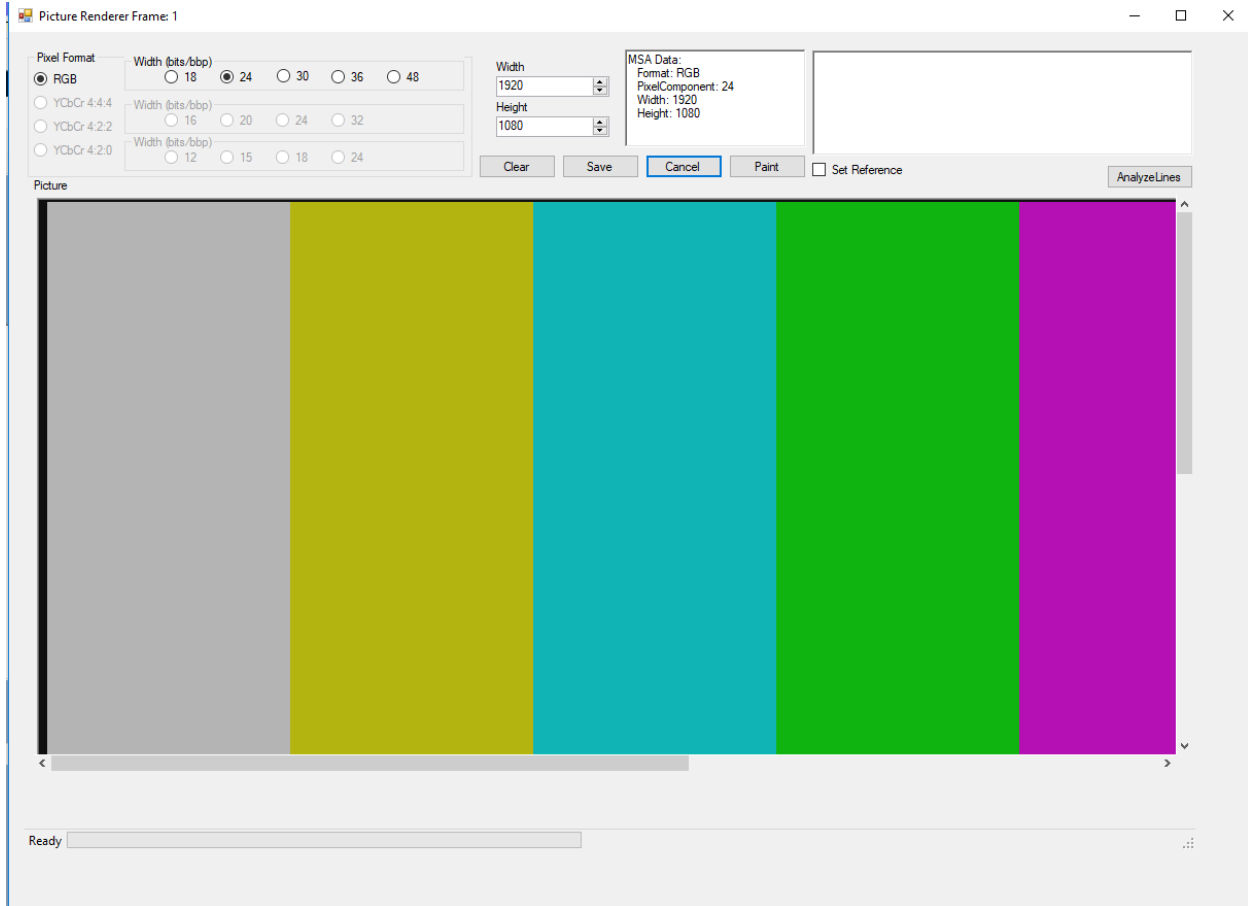 Picture Renderer Frame: 1
Pixel Format
RGB
YCbCr 4:4:4
YCbCr 4:2:2
YCbCr 4:2:0
Width (bits/bbp)
18 24 30 36 48
Width (bits/bbp)
16 20 24 32
Width (bits/bbp)
12 15 18 24
Width
1920
Height
1080
MSA Data:
Format: RGB
PixelComponent: 24
Width: 1920
Height: 1080
Clear Save Cancel Paint Set Reference
AnalyzeLines
Picture
Ready